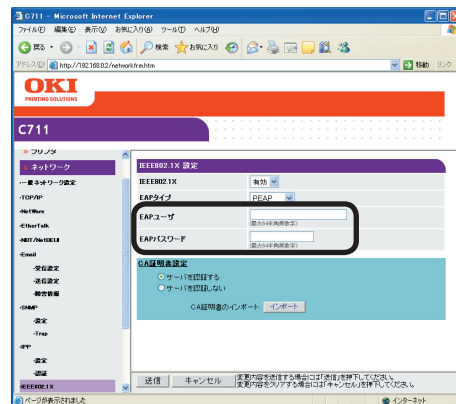 C711 - Microsoft Internet Explorer
ファイル(F) 編集(E) 表示(V) お気に入り(A) ツール(T) ヘルプ(H)
戻る 検索 お気に入り
アドレス(D) http://192.168.0.2/networkfrm.htm 移動 リンク
OKI
PRINTING SOLUTIONS
C711
» プリンタ
» ネットワーク
-一般ネットワーク設定
-TCP/IP
-NetWare
-EtherTalk
-NBT/NetBEUI
-Email
-受信設定
-送信設定
-障害情報
-SNMP
-設定
-Trap
-IPP
-設定
-認証
-IEEE802.1X
IEEE802.1X 設定
IEEE802.1X 有効
EAPタイプ PEAP
EAPユーザ
(最大64半角英数字)
EAPパスワード
(最大64半角英数字)
CA証明書設定
サーバを認証する
サーバを認証しない
CA証明書のインポート: インポート
送信 キャンセル
変更内容を送信する場合には「送信」を押下してください。
変更内容をクリアする場合には「キャンセル」を押下してください。
ページが表示されました インターネット